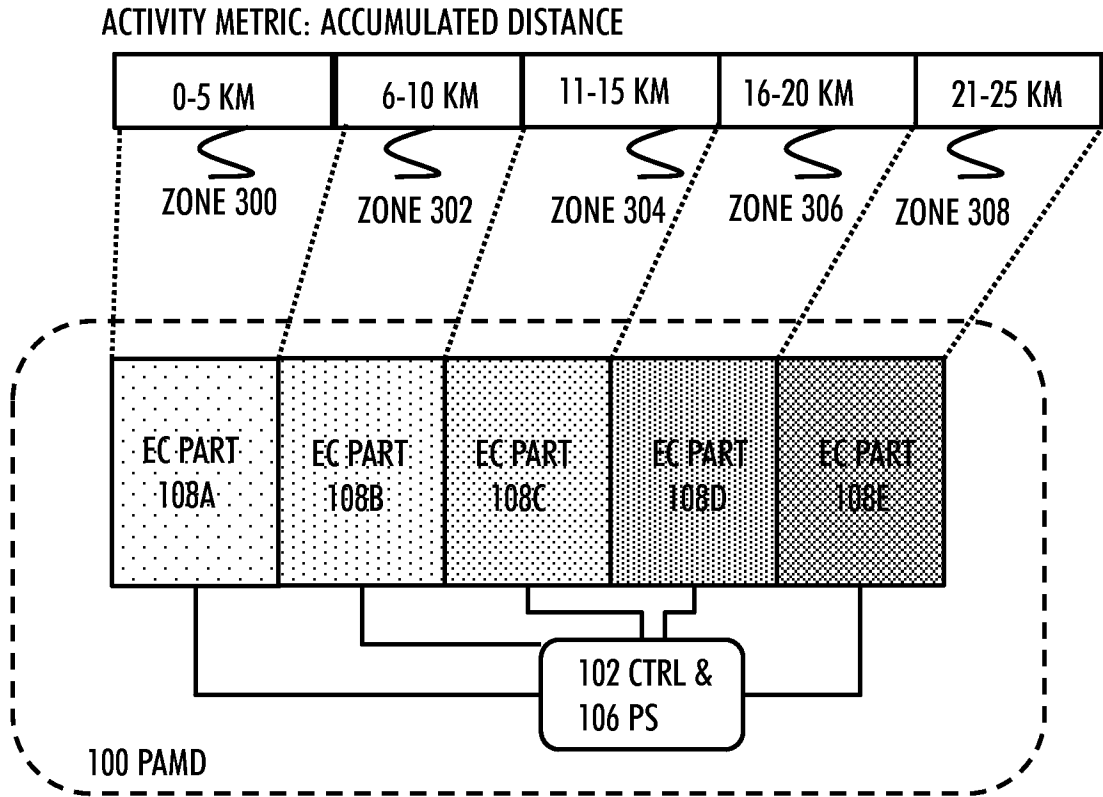 ACTIVITY METRIC: ACCUMULATED DISTANCE
0-5 KM
6-10 KM
11-15 KM
16-20 KM
21-25 KM
ZONE 300
ZONE 302
ZONE 304
ZONE 306
ZONE 308
EC PART
108A
EC PART
108B
EC PART
108C
EC PART
108D
EC PART
108E
102 CTRL &
106 PS
100 PAMD